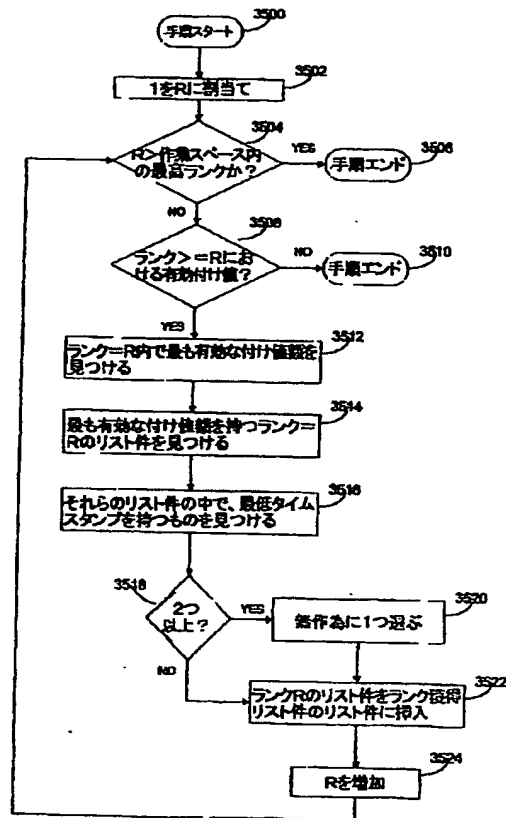 3500
手順スタート
3502
1をRに割当て
3504
R>作業スペース内
の最高ランクか?
YES
3506
手順エンド
NO
3508
ランク>=Rにお
ける有効付け値?
NO
3510
手順エンド
YES
3512
ランク=R内で最も有効な付け値額を
見つける
3514
最も有効な付け値額を持つランク=
Rのリスト件を見つける
3516
それらのリスト件の中で、最低タイム
スタンプを持つものを見つける
3518
2つ
以上?
YES
3520
無作為に1つ選ぶ
NO
3522
ランクRのリスト件をランク獲得
リスト件のリスト件に挿入
3524
Rを増加